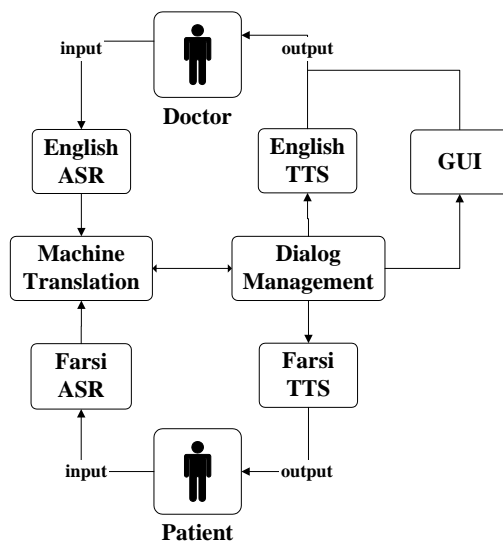 input
output
Doctor
English
ASR
English
TTS
GUI
Machine
Translation
Dialog
Management
Farsi
ASR
Farsi
TTS
input
output
Patient